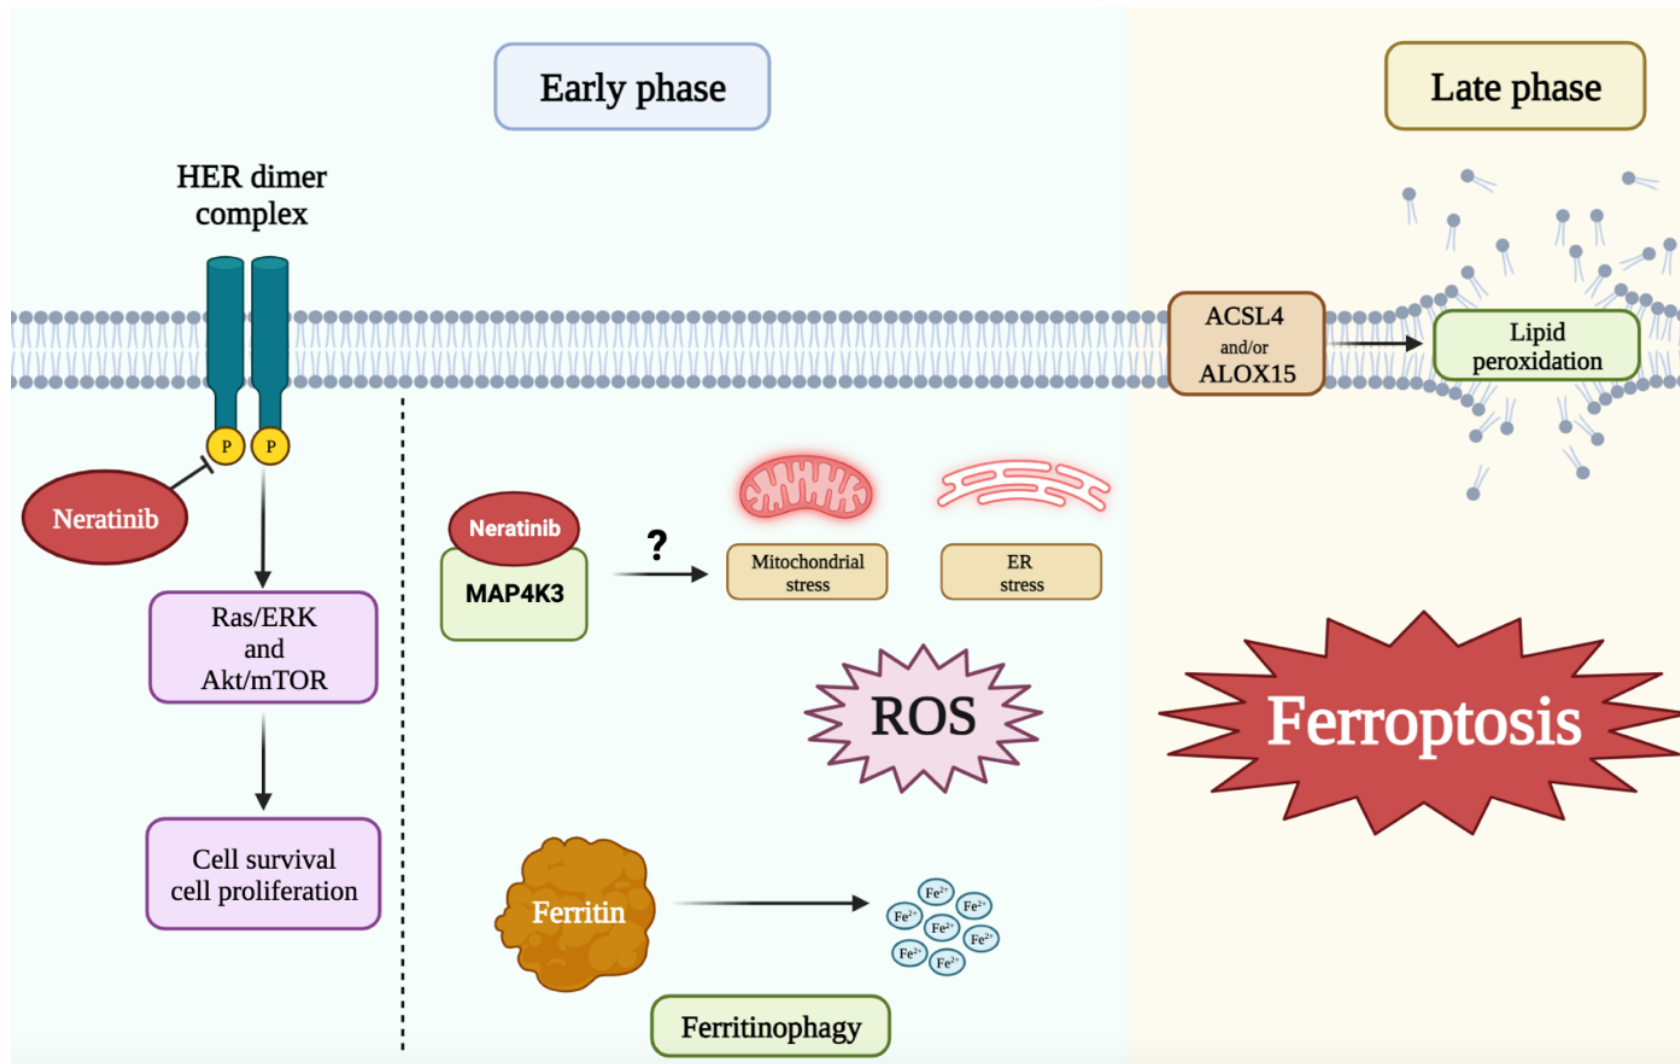 Early phase
Late phase
HER dimer
complex
P
P
Neratinib
Ras/ERK
and
Akt/mTOR
Cell survival
cell proliferation
Neratinib
MAP4K3
?
Mitochondrial
stress
ER
stress
ROS
Ferritin
Fe²⁺
Fe²⁺
Fe²⁺
Fe²⁺
Fe²⁺
Fe²⁺
Fe²⁺
Ferritinophagy
ACSL4
and/or
ALOX15
Lipid
peroxidation
Ferroptosis